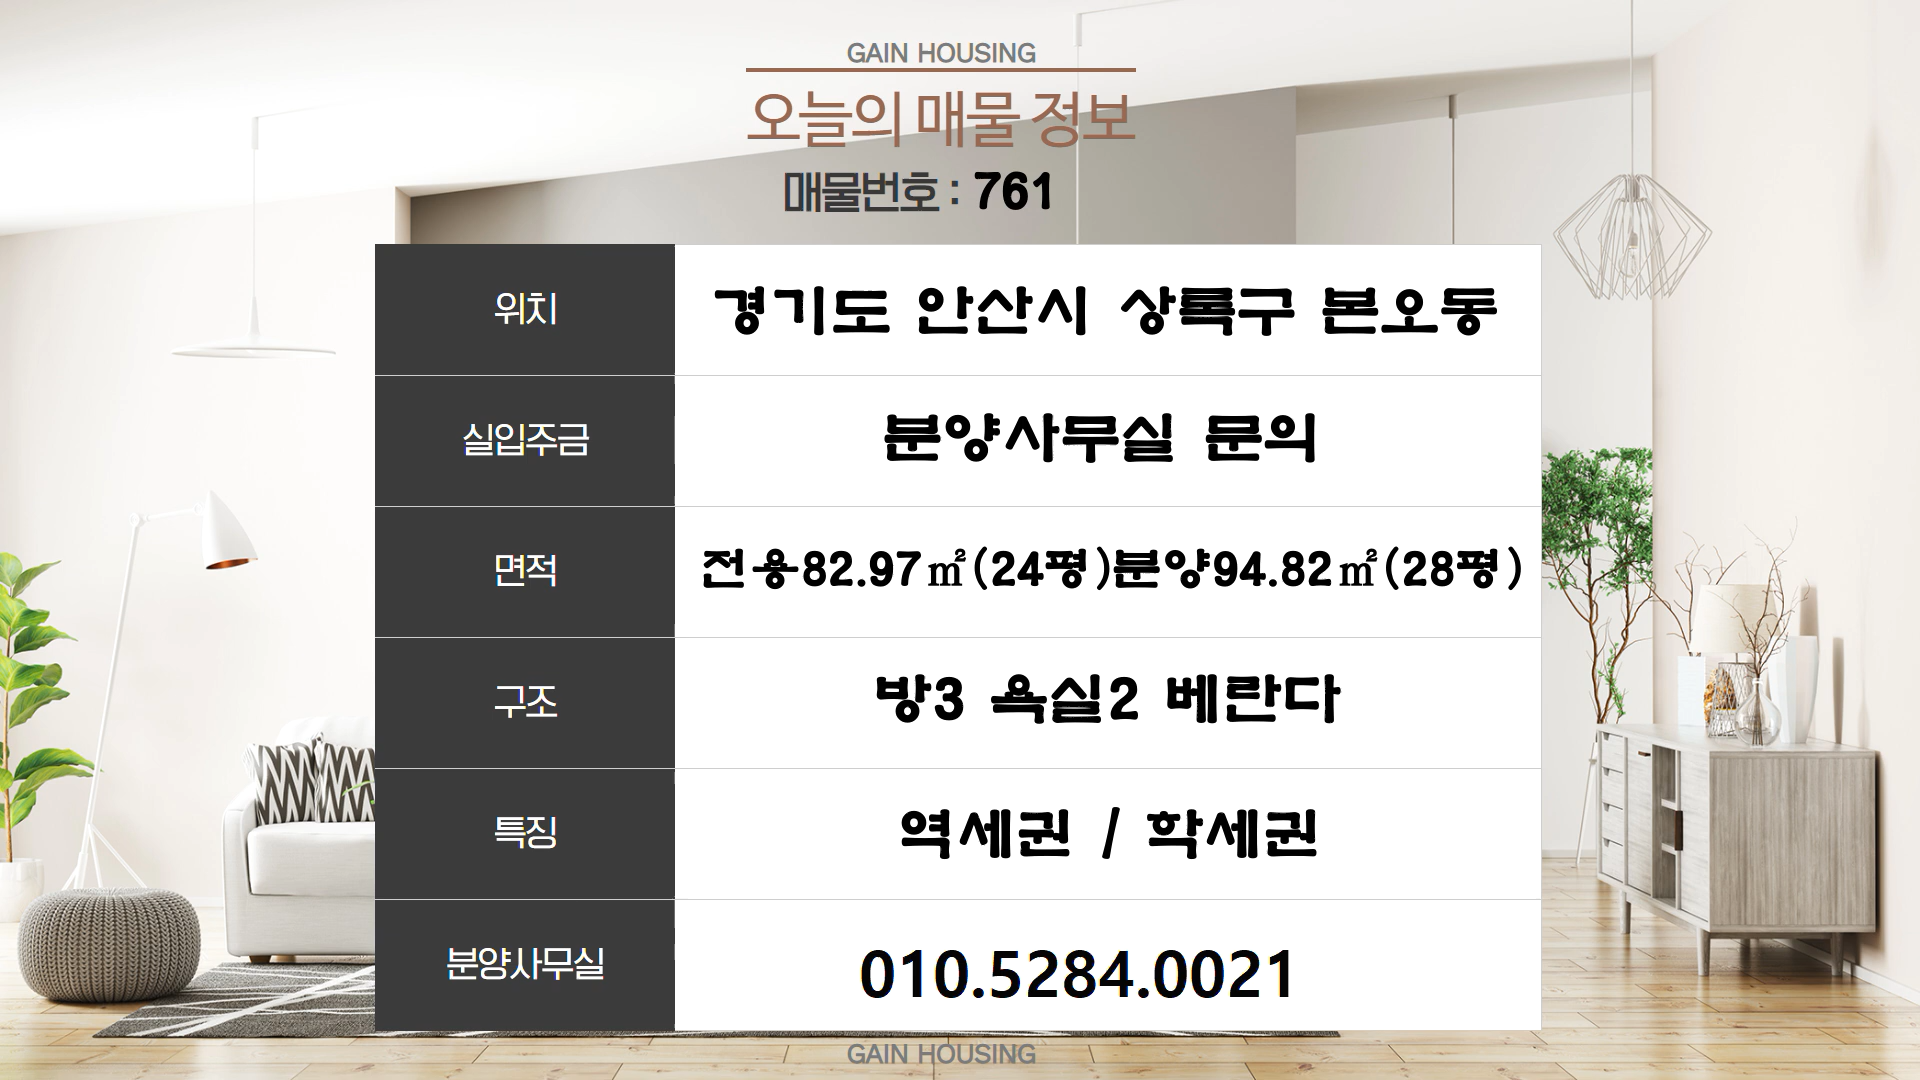 GAIN HOUSING
오늘의 매물 정보
매물번호 : 761
위치 경기도 안산시 상록구 본오동
실입주금 분양사무실 문의
면적 전용82.97㎡(24평)분양94.82㎡(28평)
구조 방3 욕실2 베란다
특징 역세권 / 학세권
분양사무실 010.5284.0021
GAIN HOUSING